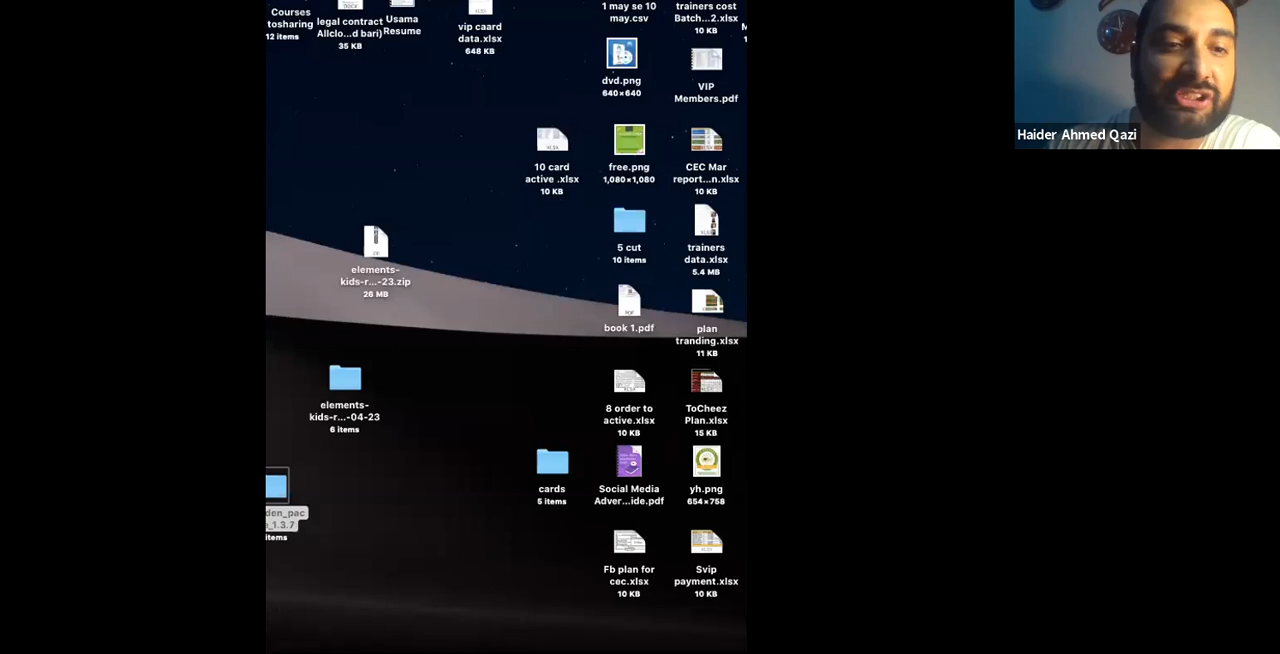 Courses
tosharing
12 items
legal contract
Allclo...d bari)
35 KB
Usama
Resume
vip caard
data.xlsx
648 KB
1 may se 10
may.csv
trainers cost
Batch...2.xlsx
10 KB
dvd.png
640×640
VIP
Members.pdf
10 card
active .xlsx
10 KB
free.png
1,080×1,080
CEC Mar
report...n.xlsx
10 KB
5 cut
10 items
trainers
data.xlsx
5.4 MB
elements-
kids-r...-23.zip
26 MB
book 1.pdf
plan
tranding.xlsx
11 KB
elements-
kids-r...-04-23
6 items
8 order to
active.xlsx
10 KB
ToCheez
Plan.xlsx
15 KB
cards
5 items
Social Media
Adver...ide.pdf
yh.png
654×758
den_pac
_1.3.7
items
Fb plan for
cec.xlsx
10 KB
Svip
payment.xlsx
10 KB
Haider Ahmed Qazi